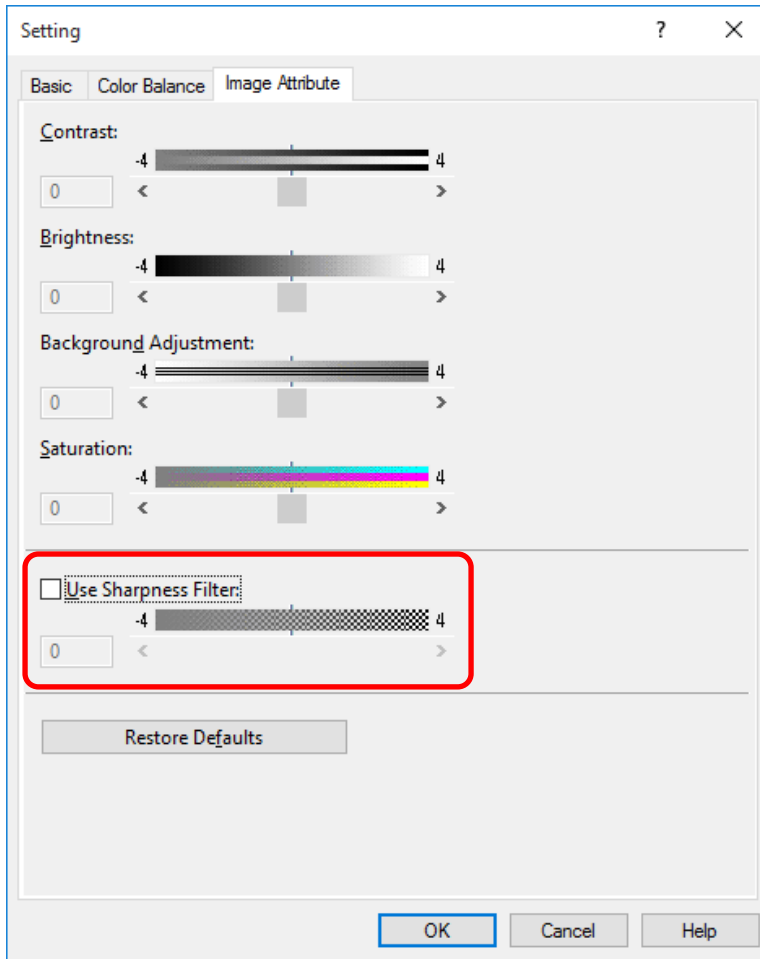 Setting
Basic Color Balance Image Attribute
Contrast:
-4 4
0
Brightness:
-4 4
0
Background Adjustment:
-4 4
0
Saturation:
-4 4
0
Use Sharpness Filter:
-4 4
0
Restore Defaults
OK Cancel Help